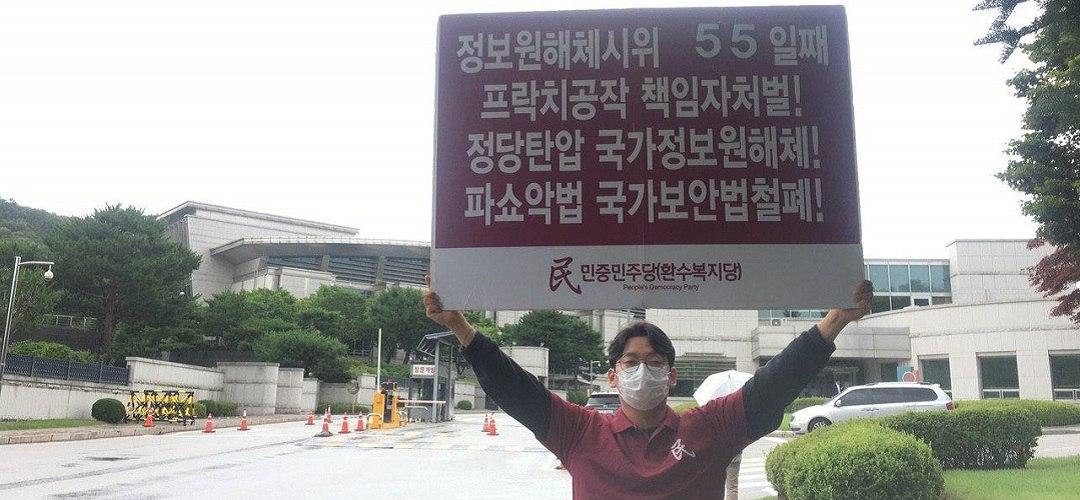 정보원해체시위 55일째
프락치공작 책임자처벌!
정당탄압 국가정보원해체!
파쇼악법 국가보안법철폐!
民 민중민주당(환수복지당)
People's Democracy Party
民